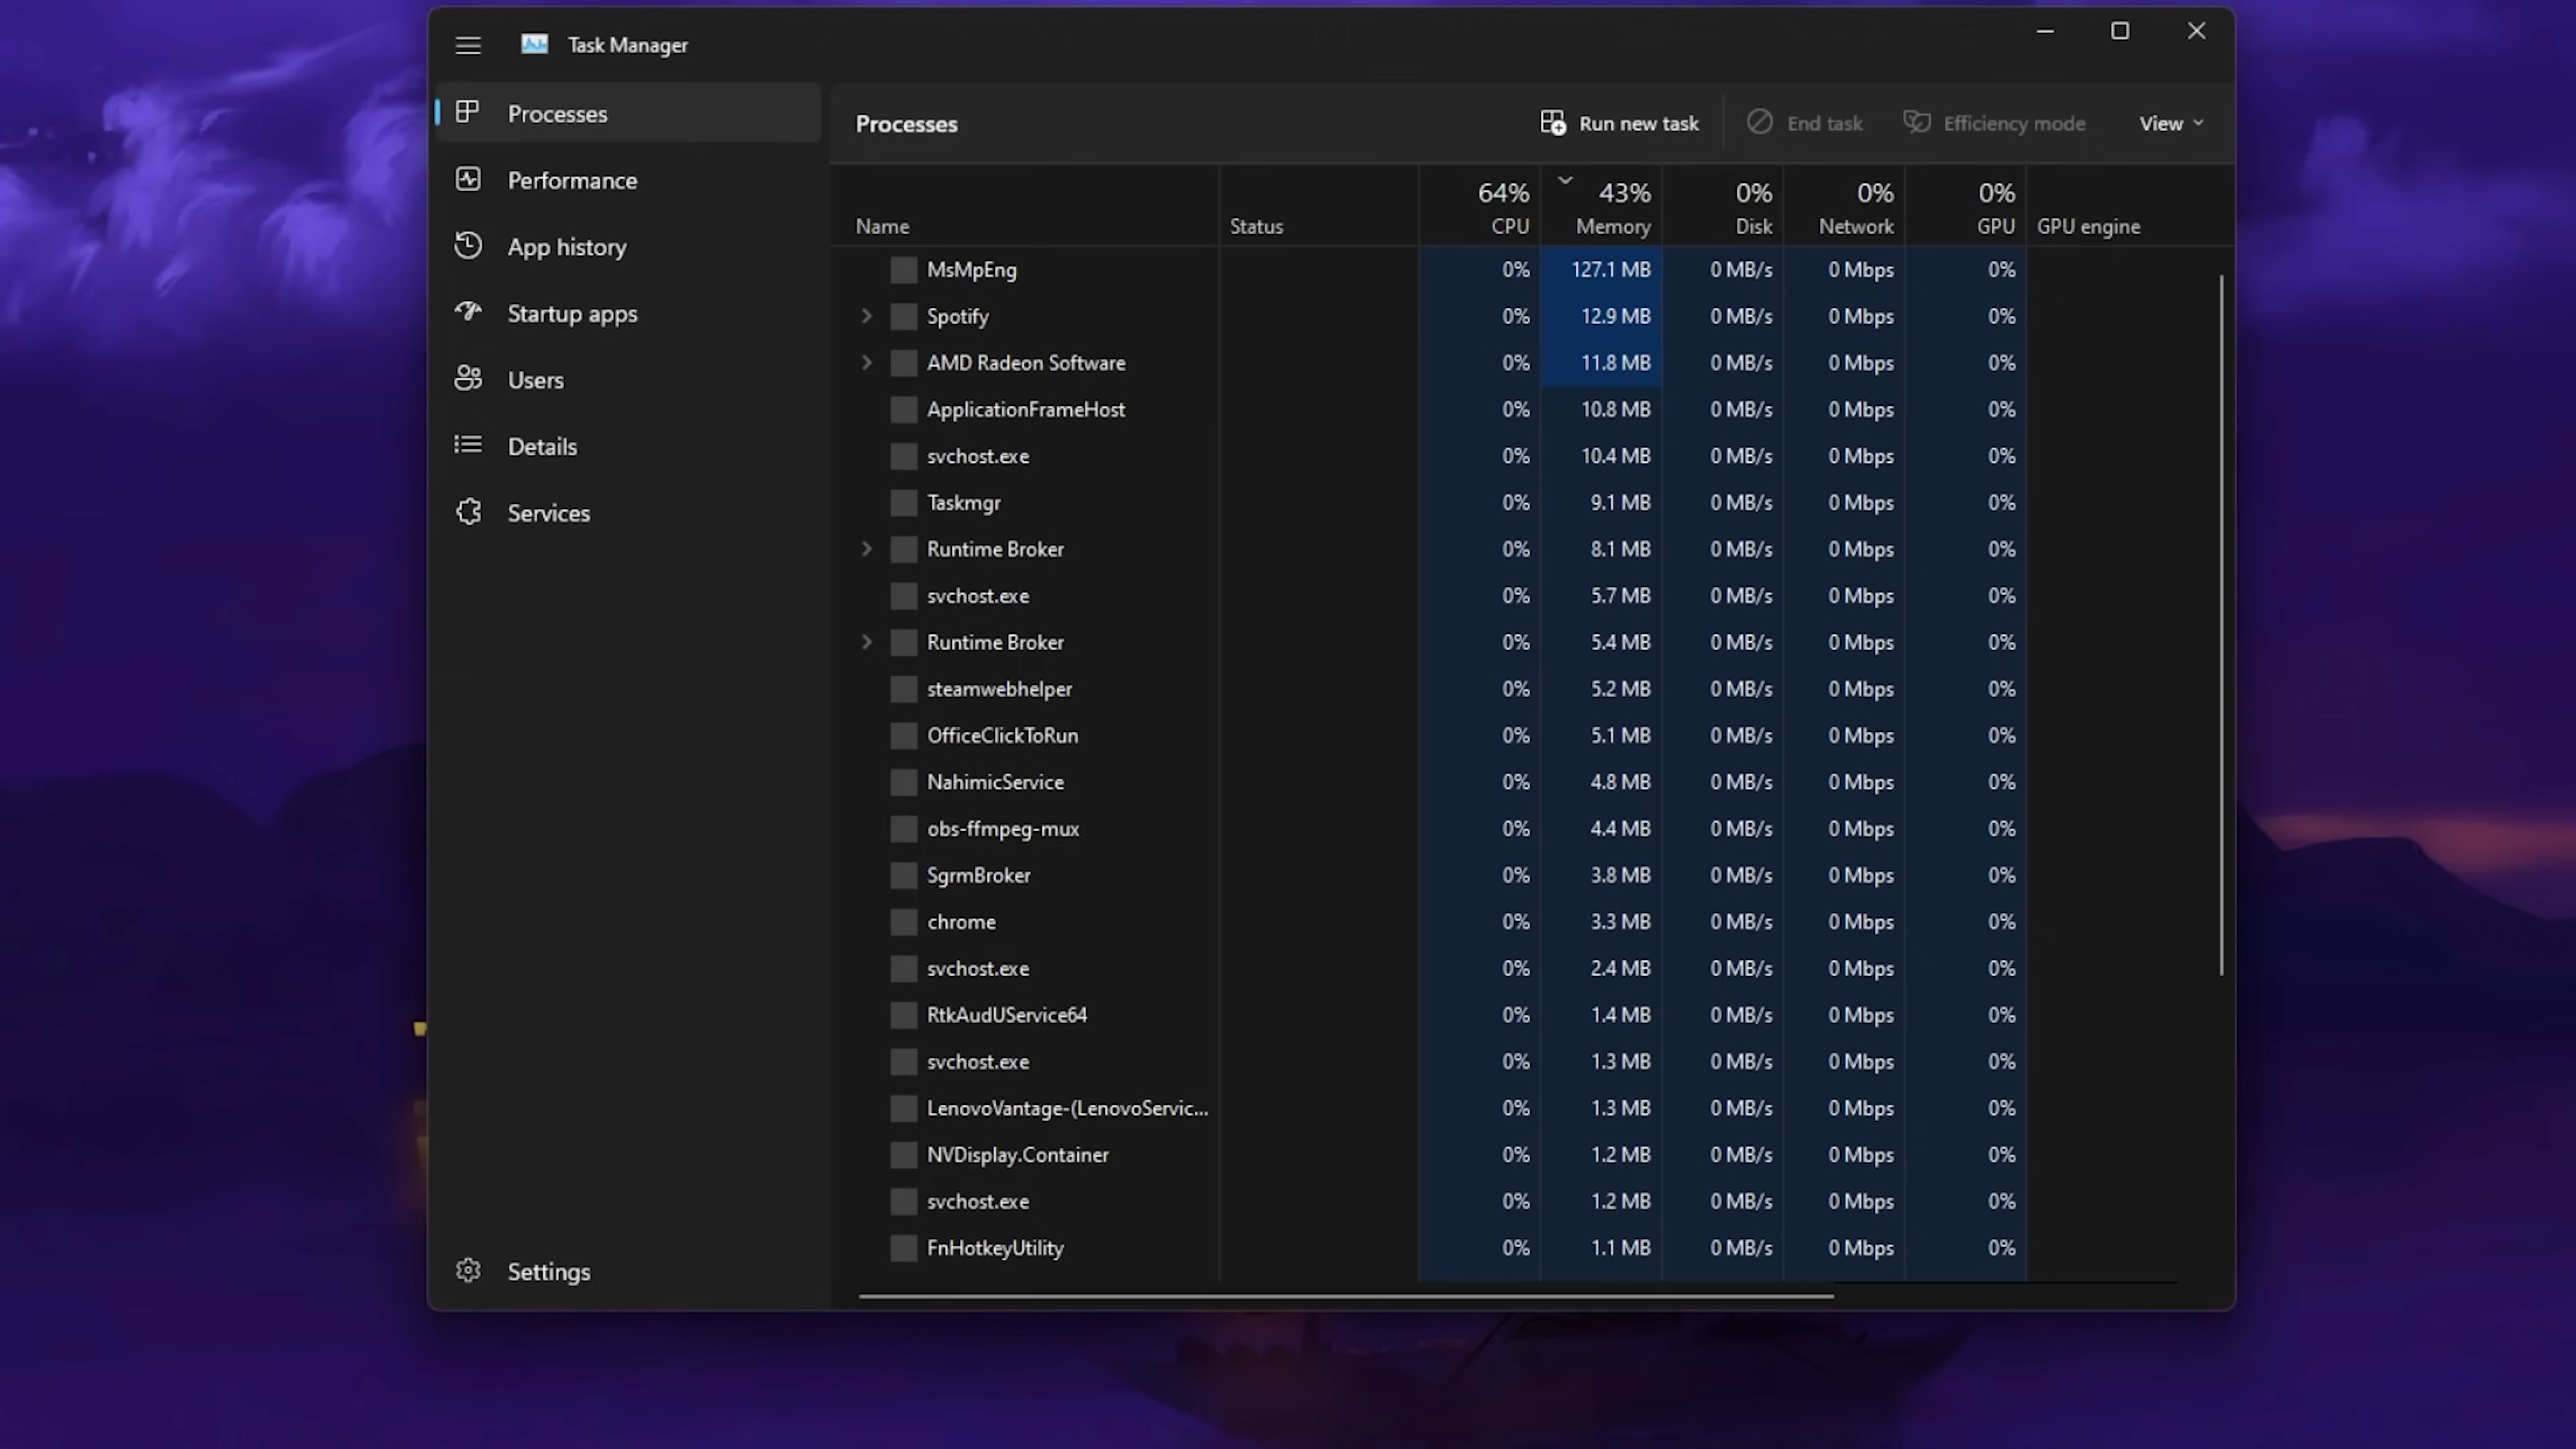 Task Manager
Processes
Performance
App history
Startup apps
Users
Details
Services
Settings
Processes
Run new task
End task
Efficiency mode
View
64% 43% 0% 0% 0%
Name Status CPU Memory Disk Network GPU GPU engine
MsMpEng 0% 127.1 MB 0 MB/s 0 Mbps 0%
Spotify 0% 12.9 MB 0 MB/s 0 Mbps 0%
AMD Radeon Software 0% 11.8 MB 0 MB/s 0 Mbps 0%
ApplicationFrameHost 0% 10.8 MB 0 MB/s 0 Mbps 0%
svchost.exe 0% 10.4 MB 0 MB/s 0 Mbps 0%
Taskmgr 0% 9.1 MB 0 MB/s 0 Mbps 0%
Runtime Broker 0% 8.1 MB 0 MB/s 0 Mbps 0%
svchost.exe 0% 5.7 MB 0 MB/s 0 Mbps 0%
Runtime Broker 0% 5.4 MB 0 MB/s 0 Mbps 0%
steamwebhelper 0% 5.2 MB 0 MB/s 0 Mbps 0%
OfficeClickToRun 0% 5.1 MB 0 MB/s 0 Mbps 0%
NahimicService 0% 4.8 MB 0 MB/s 0 Mbps 0%
obs-ffmpeg-mux 0% 4.4 MB 0 MB/s 0 Mbps 0%
SgrmBroker 0% 3.8 MB 0 MB/s 0 Mbps 0%
chrome 0% 3.3 MB 0 MB/s 0 Mbps 0%
svchost.exe 0% 2.4 MB 0 MB/s 0 Mbps 0%
RtkAudUService64 0% 1.4 MB 0 MB/s 0 Mbps 0%
svchost.exe 0% 1.3 MB 0 MB/s 0 Mbps 0%
LenovoVantage-(LenovoServic... 0% 1.3 MB 0 MB/s 0 Mbps 0%
NVDisplay.Container 0% 1.2 MB 0 MB/s 0 Mbps 0%
svchost.exe 0% 1.2 MB 0 MB/s 0 Mbps 0%
FnHotkeyUtility 0% 1.1 MB 0 MB/s 0 Mbps 0%